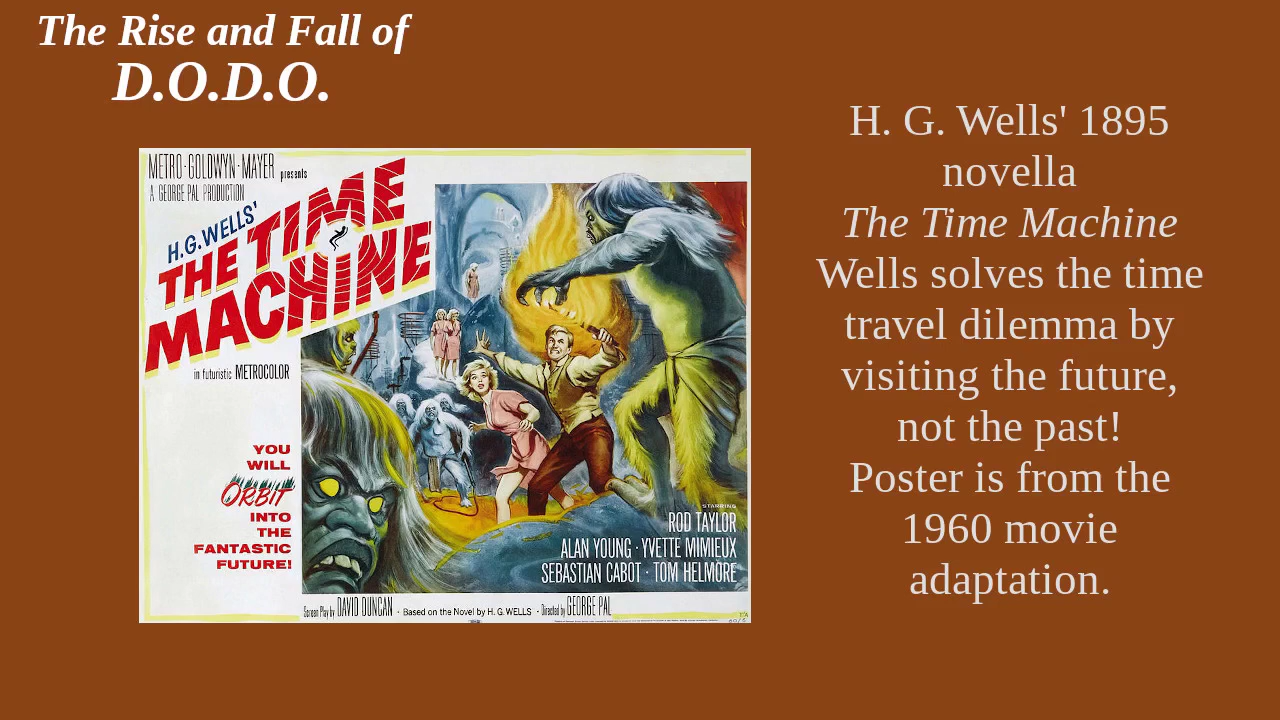 The Rise and Fall of
D.O.D.O.
METRO-GOLDWYN-MAYER presents
A GEORGE PAL PRODUCTION
H.G. WELLS'
THE TIME
MACHINE
in futuristic METROCOLOR
YOU
WILL
ORBIT
INTO
THE
FANTASTIC
FUTURE!
STARRING
ROD TAYLOR
ALAN YOUNG · YVETTE MIMIEUX
SEBASTIAN CABOT · TOM HELMORE
Screen Play by DAVID DUNCAN · Based on the Novel by H. G. WELLS · Directed by GEORGE PAL
H. G. Wells' 1895
novella
The Time Machine
Wells solves the time
travel dilemma by
visiting the future,
not the past!
Poster is from the
1960 movie
adaptation.